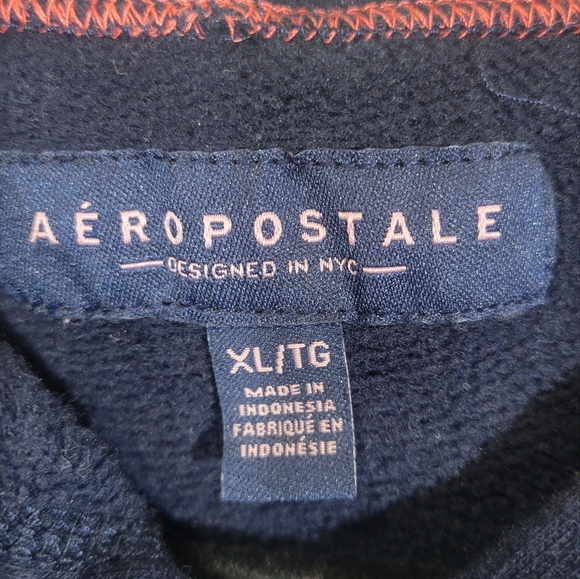 AÉROPOSTALE
DESIGNED IN NYC
XL/TG
MADE IN
INDONESIA
FABRIQUÉ EN
INDONÉSIE